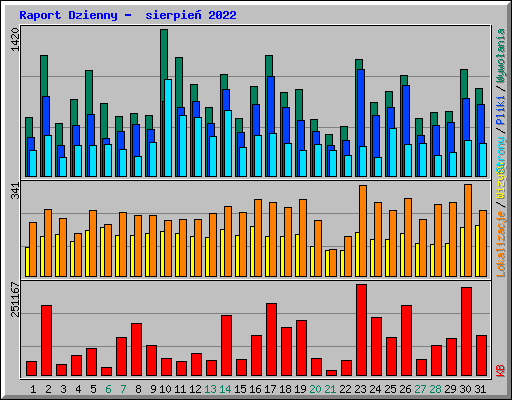 Raport Dzienny -  sierpień 2022
1420
341
251167
Wywołania / Pliki / Strony
Lokalizacje / Wizyt
KB
1 2 3 4 5 6 7 8 9 10 11 12 13 14 15 16 17 18 19 20 21 22 23 24 25 26 27 28 29 30 31